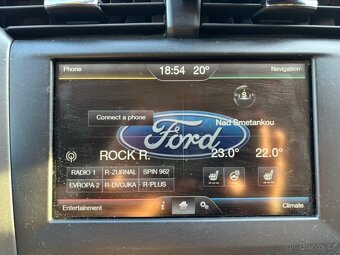 Phone
18:54 20°
Navigation
S
Connect a phone
Nad Smetankou
Ford
ROCK R.
23.0° 22.0°
RADIO 1 R-ZURNAL SPIN 962
EVROPA 2 R-DVOJKA R-PLUS
Entertainment
i
Climate